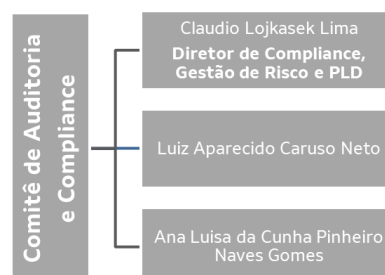 Comitê de Auditoria
e Compliance
Claudio Lojkasek Lima
Diretor de Compliance,
Gestão de Risco e PLD
Luiz Aparecido Caruso Neto
Ana Luisa da Cunha Pinheiro
Naves Gomes